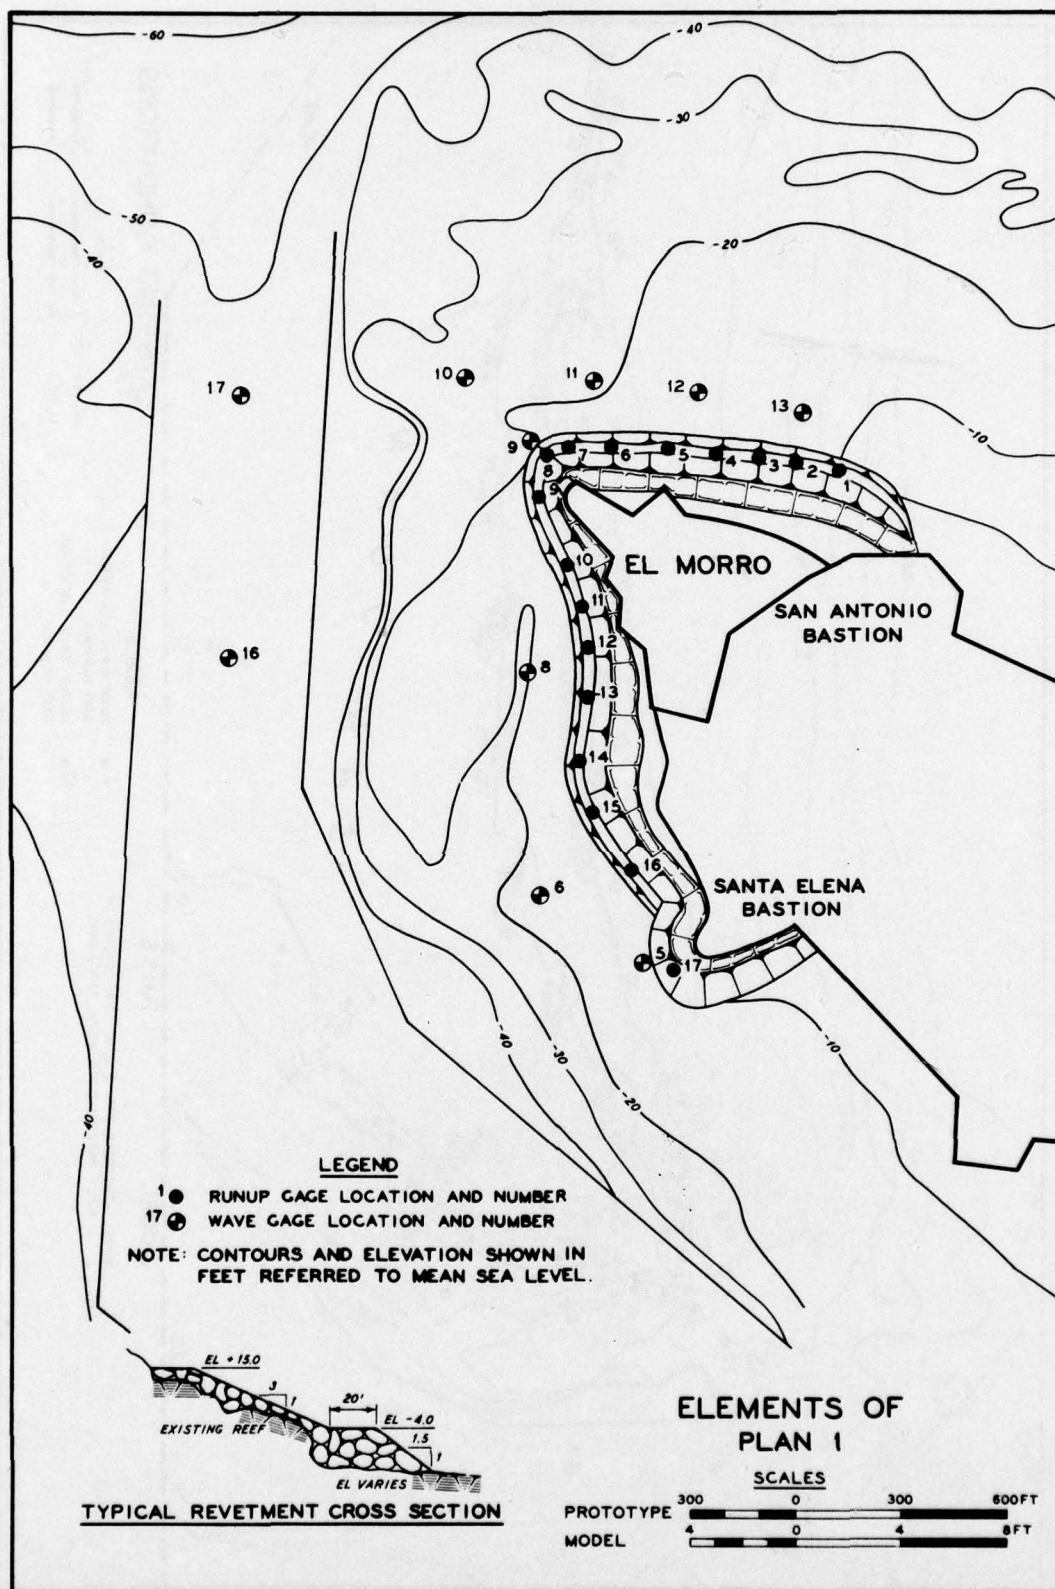 -60
-40
-30
-50
-40
-20
17
10
11
12
13
-10
9
8
7
6
5
4
3
2
1
9
10
EL MORRO
11
SAN ANTONIO
BASTION
12
16
8
13
14
15
16
SANTA ELENA
BASTION
6
5
17
-40
-30
-10
-20
-40
LEGEND
1 RUNUP GAGE LOCATION AND NUMBER
17 WAVE GAGE LOCATION AND NUMBER
NOTE: CONTOURS AND ELEVATION SHOWN IN
FEET REFERRED TO MEAN SEA LEVEL.
EL +15.0
3
1
20'
EL -4.0
1.5
1
EXISTING REEF
EL VARIES
TYPICAL REVETMENT CROSS SECTION
ELEMENTS OF
PLAN 1
SCALES
PROTOTYPE 300 0 300 600FT
MODEL 4 0 4 8FT